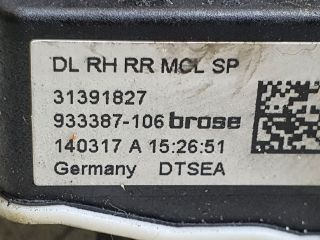 DL RH RR MCL SP
31391827
933387-106 brose
140317 A 15:26:51
Germany DTSEA